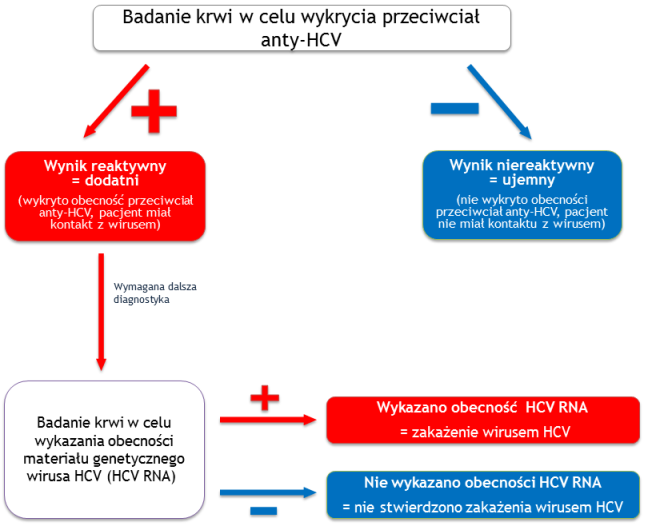 Badanie krwi w celu wykrycia przeciwciał
anty-HCV
Wynik reaktywny
= dodatni
(wykryto obecność przeciwciał
anty-HCV, pacjent miał
kontakt z wirusem)
Wynik niereaktywny
= ujemny
(nie wykryto obecności
przeciwciał anty-HCV, pacjent
nie miał kontaktu z wirusem)
Wymagana dalsza
diagnostyka
Badanie krwi w celu
wykazania obecności
materiału genetycznego
wirusa HCV (HCV RNA)
Wykazano obecność HCV RNA
= zakażenie wirusem HCV
Nie wykazano obecności HCV RNA
= nie stwierdzono zakażenia wirusem HCV